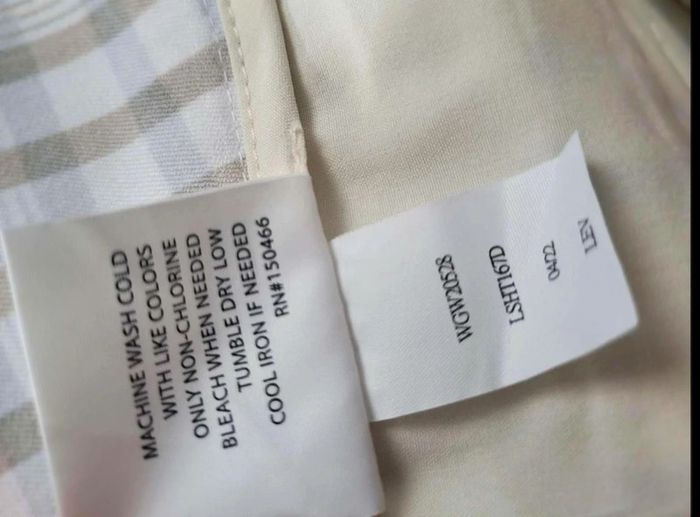 MACHINE WASH COLD
WITH LIKE COLORS
ONLY NON-CHLORINE
BLEACH WHEN NEEDED
TUMBLE DRY LOW
COOL IRON IF NEEDED
RN#150466
WGW20528
LSHT167D
0422
LEN